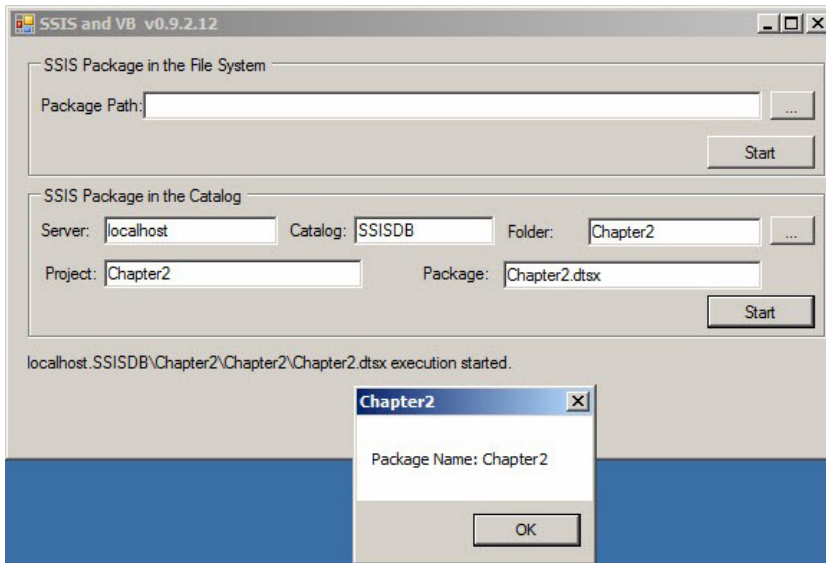 SSIS and VB v0.9.2.12
SSIS Package in the File System
Package Path:
...
Start
SSIS Package in the Catalog
Server: localhost Catalog: SSISDB Folder: Chapter2 ...
Project: Chapter2 Package: Chapter2.dtsx
Start
localhost.SSISDB\Chapter2\Chapter2\Chapter2.dtsx execution started.
Chapter2
Package Name: Chapter2
OK